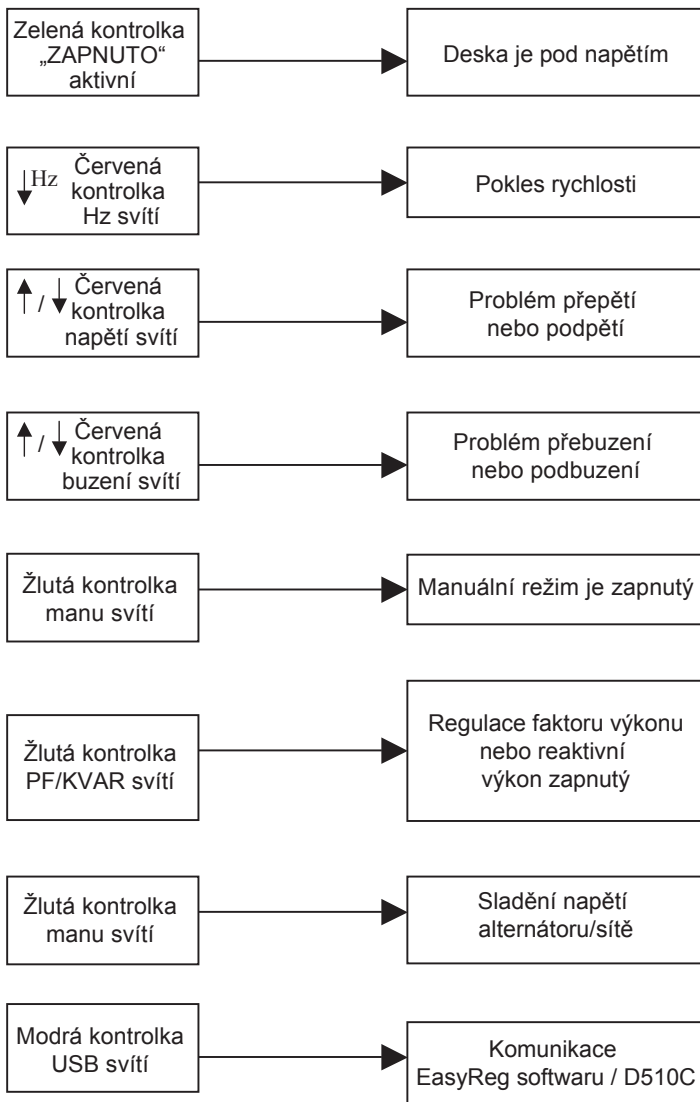 Zelená kontrolka
„ZAPNUTO“
aktivní
Deska je pod napětím
↓Hz Červená
kontrolka
Hz svítí
Pokles rychlosti
↑/↓ Červená
kontrolka
napětí svítí
Problém přepětí
nebo podpětí
↑/↓ Červená
kontrolka
buzení svítí
Problém přebuzení
nebo podbuzení
Žlutá kontrolka
manu svítí
Manuální režim je zapnutý
Žlutá kontrolka
PF/KVAR svítí
Regulace faktoru výkonu
nebo reaktivní
výkon zapnutý
Žlutá kontrolka
manu svítí
Sladění napětí
alternátoru/sítě
Modrá kontrolka
USB svítí
Komunikace
EasyReg softwaru / D510C